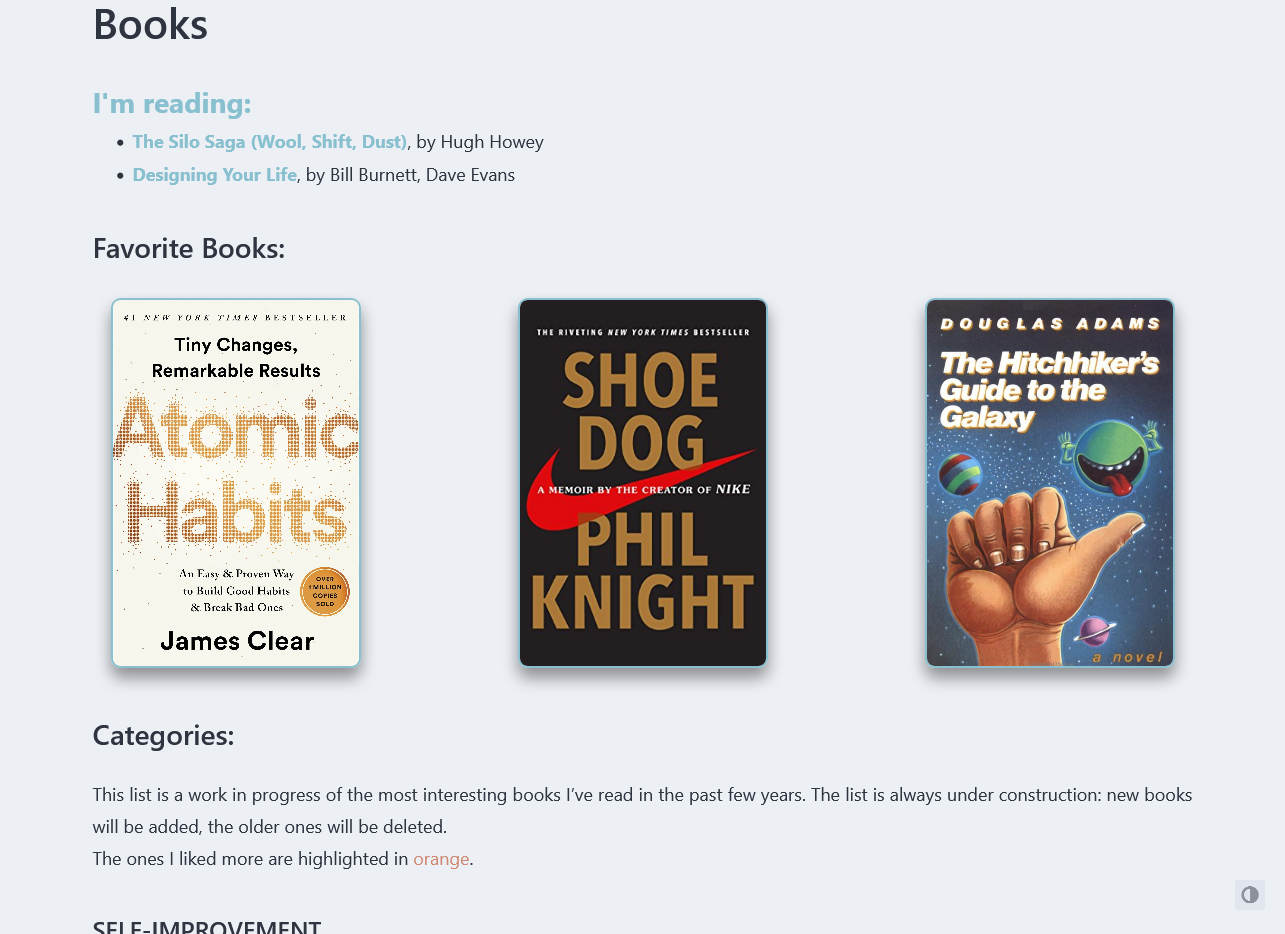 Books
I'm reading:
• The Silo Saga (Wool, Shift, Dust), by Hugh Howey
• Designing Your Life, by Bill Burnett, Dave Evans
Favorite Books:
#1 NEW YORK TIMES BESTSELLER
Tiny Changes,
Remarkable Results
Atomic
Habits
An Easy & Proven Way
to Build Good Habits
& Break Bad Ones
OVER
1 MILLION
COPIES
SOLD
James Clear
THE RIVETING NEW YORK TIMES BESTSELLER
SHOE
DOG
A MEMOIR BY THE CREATOR OF NIKE
PHIL
KNIGHT
DOUGLAS ADAMS
The Hitchhiker's
Guide to the
Galaxy
a novel
Categories:
This list is a work in progress of the most interesting books I’ve read in the past few years. The list is always under construction: new books
will be added, the older ones will be deleted.
The ones I liked more are highlighted in orange.
SELF-IMPROVEMENT